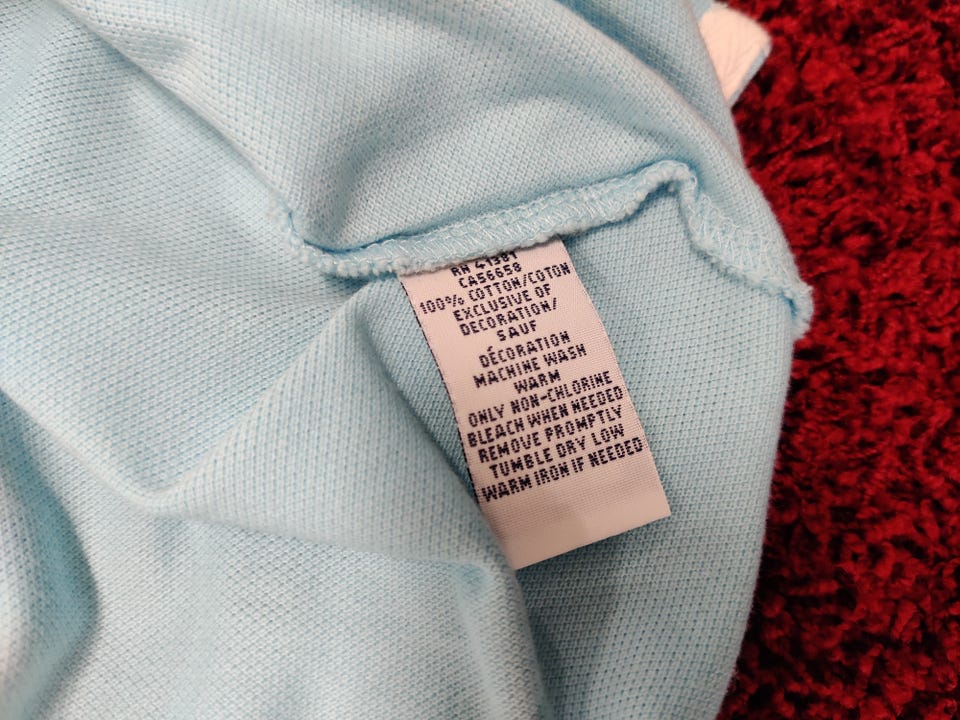 RN 41381
CA56658
100% COTTON/COTON
EXCLUSIVE OF
DECORATION/
SAUF
DÉCORATION
MACHINE WASH
WARM
ONLY NON-CHLORINE
BLEACH WHEN NEEDED
REMOVE PROMPTLY
TUMBLE DRY LOW
WARM IRON IF NEEDED